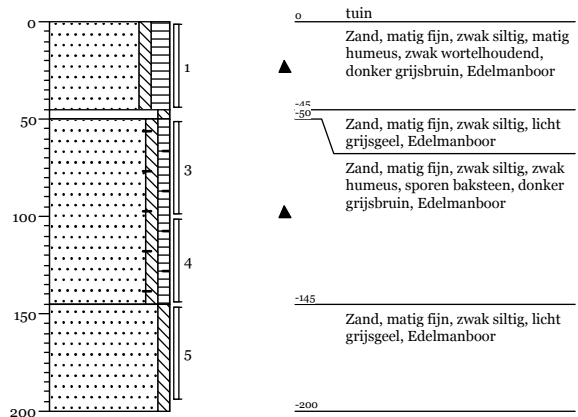 0
50
100
150
200
1
3
4
5
0
tuin
Zand, matig fijn, zwak siltig, matig
humeus, zwak wortelhoudend,
donker grijsbruin, Edelmanboor
-45
-50
Zand, matig fijn, zwak siltig, licht
grijsgeel, Edelmanboor
Zand, matig fijn, zwak siltig, zwak
humeus, sporen baksteen, donker
grijsbruin, Edelmanboor
-145
Zand, matig fijn, zwak siltig, licht
grijsgeel, Edelmanboor
-200